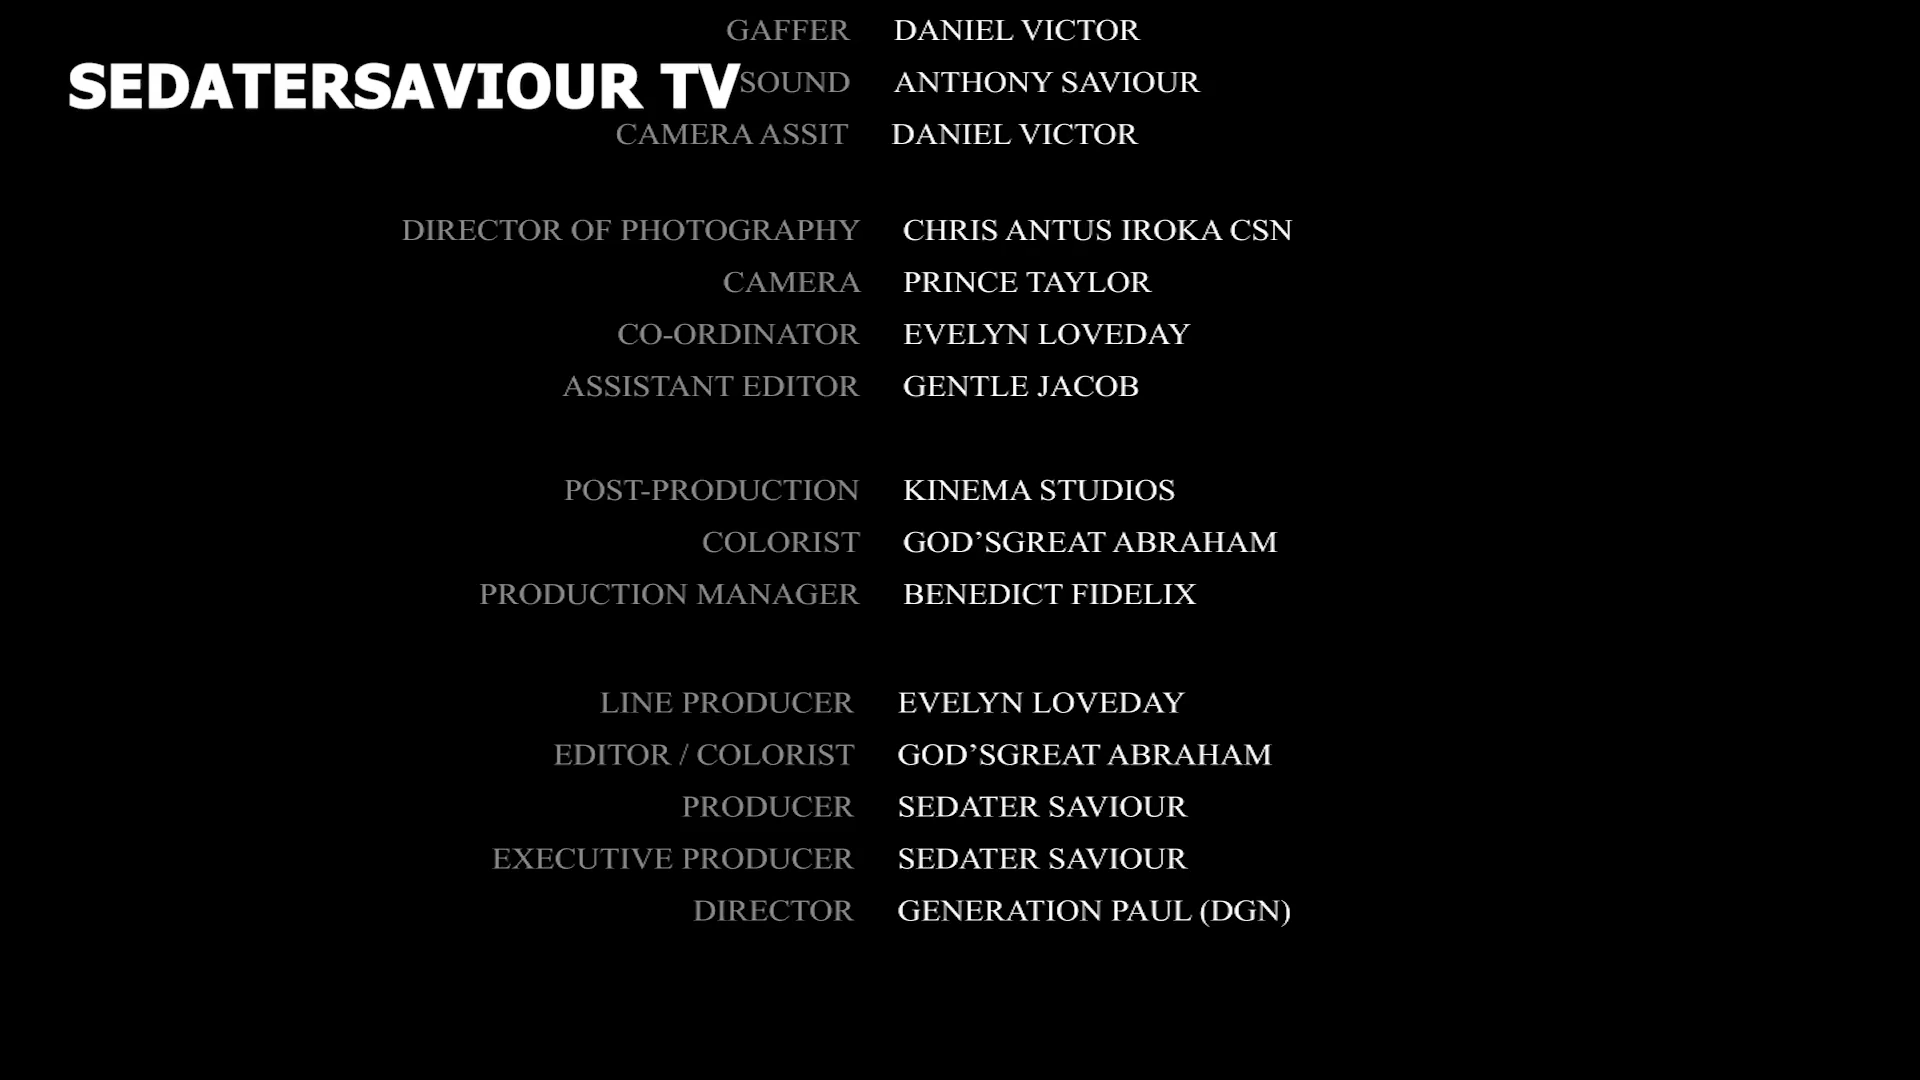 GAFFER DANIEL VICTOR
SEDATERSAVIOUR TV
SOUND ANTHONY SAVIOUR
CAMERA ASSIT DANIEL VICTOR
DIRECTOR OF PHOTOGRAPHY CHRIS ANTUS IROKA CSN
CAMERA PRINCE TAYLOR
CO-ORDINATOR EVELYN LOVEDAY
ASSISTANT EDITOR GENTLE JACOB
POST-PRODUCTION KINEMA STUDIOS
COLORIST GOD’SGREAT ABRAHAM
PRODUCTION MANAGER BENEDICT FIDELIX
LINE PRODUCER EVELYN LOVEDAY
EDITOR / COLORIST GOD’SGREAT ABRAHAM
PRODUCER SEDATER SAVIOUR
EXECUTIVE PRODUCER SEDATER SAVIOUR
DIRECTOR GENERATION PAUL (DGN)